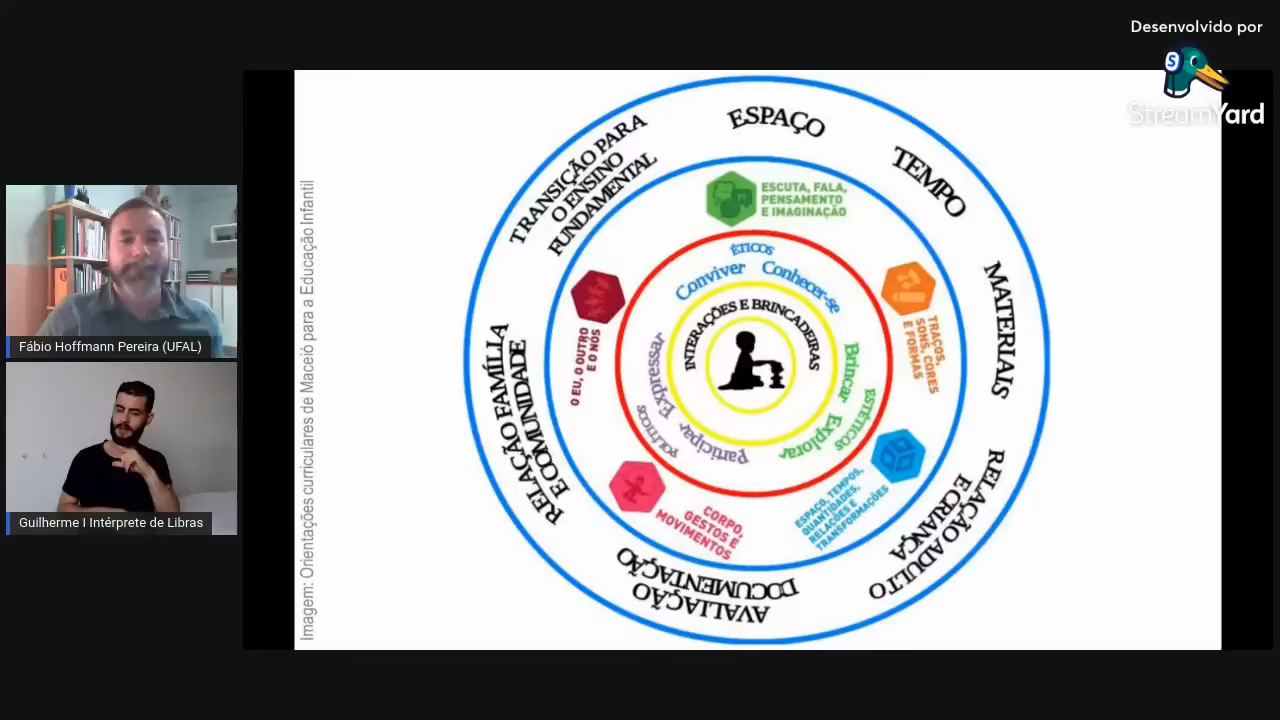 Desenvolvido por
StreamYard
Fábio Hoffmann Pereira (UFAL)
Guilherme I Intérprete de Libras
Imagem: Orientações curriculares de Maceió para a Educação Infantil
TRANSIÇÃO PARA
O ENSINO
FUNDAMENTAL
ESPAÇO
TEMPO
MATERIAIS
RELAÇÃO ADULTO
E CRIANÇA
AVALIAÇÃO
DOCUMENTAÇÃO
RELAÇÃO FAMÍLIA
E COMUNIDADE
ESCUTA, FALA,
PENSAMENTO
E IMAGINAÇÃO
TRAÇOS,
SONS, CORES
E FORMAS
ESPAÇO, TEMPOS,
QUANTIDADES,
RELAÇÕES E
TRANSFORMAÇÕES
CORPO,
GESTOS E
MOVIMENTOS
O EU, O OUTRO
E O NÓS
ÉTICOS
Conviver Conhecer-se
Brincar Explorar
ESTÉTICOS
Participar Expressar
POLÍTICOS
INTERAÇÕES E BRINCADEIRAS